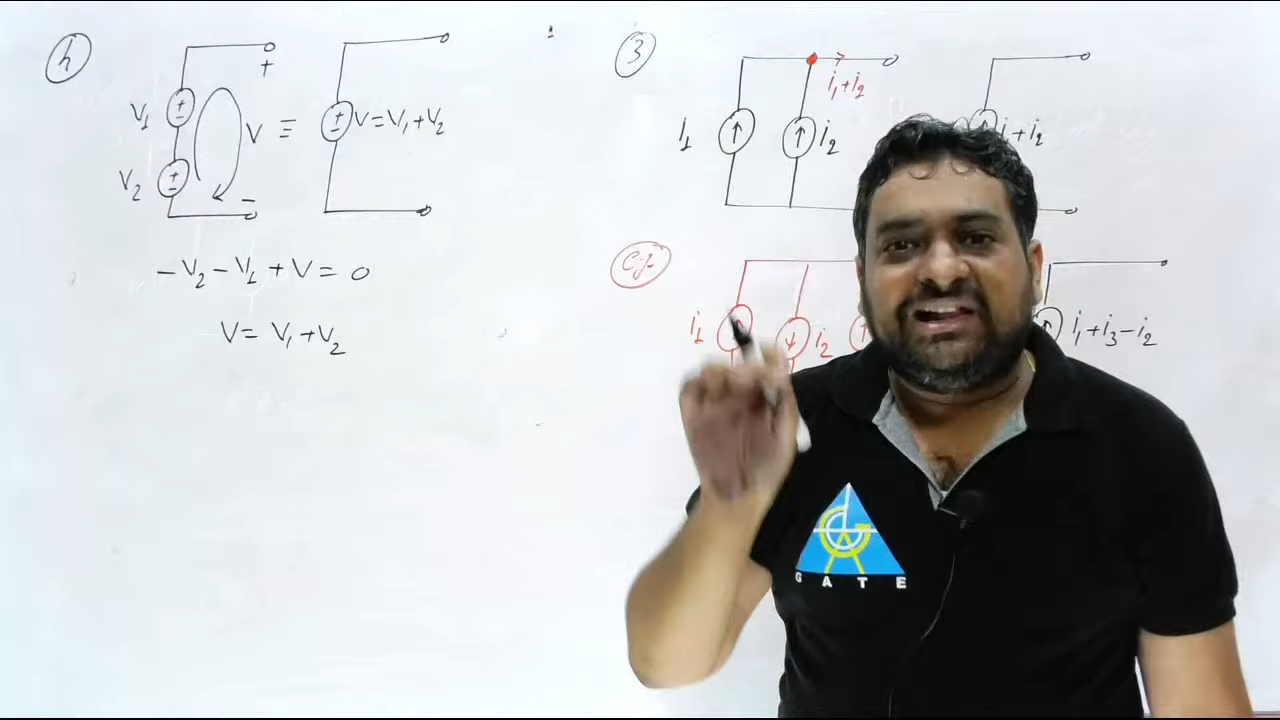 h
V₁
V₂
+
V
-
≡
V=V₁+V₂
-V₂-V₁+V=0
V=V₁+V₂
3
i₁
i₂
i₁+i₂
i₁+i₂
e.g.
i₁
i₂
i₁+i₃-i₂
GATE